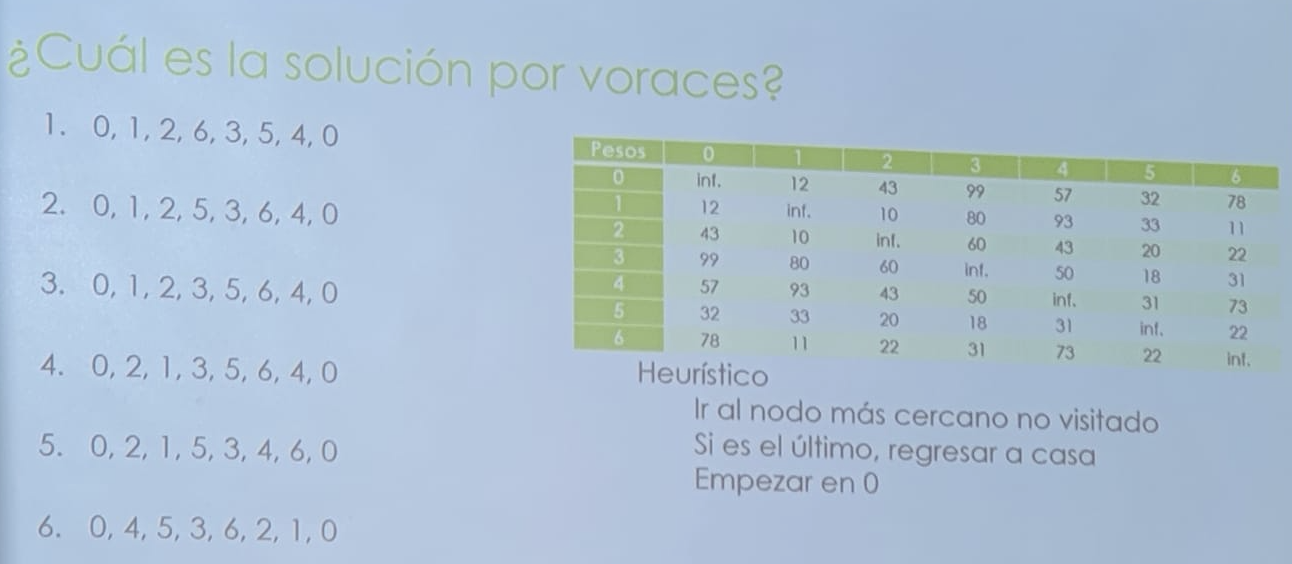 ¿Cuál es la solución por voraces?
1. 0, 1, 2, 6, 3, 5, 4, 0
2. 0, 1, 2, 5, 3, 6, 4, 0
3. 0, 1, 2, 3, 5, 6, 4, 0
4. 0, 2, 1, 3, 5, 6, 4, 0
5. 0, 2, 1, 5, 3, 4, 6, 0
6. 0, 4, 5, 3, 6, 2, 1, 0
Pesos 0 1 2 3 4 5 6
0 inf. 12 43 99 57 32 78
1 12 inf. 10 80 93 33 11
2 43 10 inf. 60 43 20 22
3 99 80 60 inf. 50 18 31
4 57 93 43 50 inf. 31 73
5 32 33 20 18 31 inf. 22
6 78 11 22 31 73 22 inf.
Heurístico
Ir al nodo más cercano no visitado
Si es el último, regresar a casa
Empezar en 0